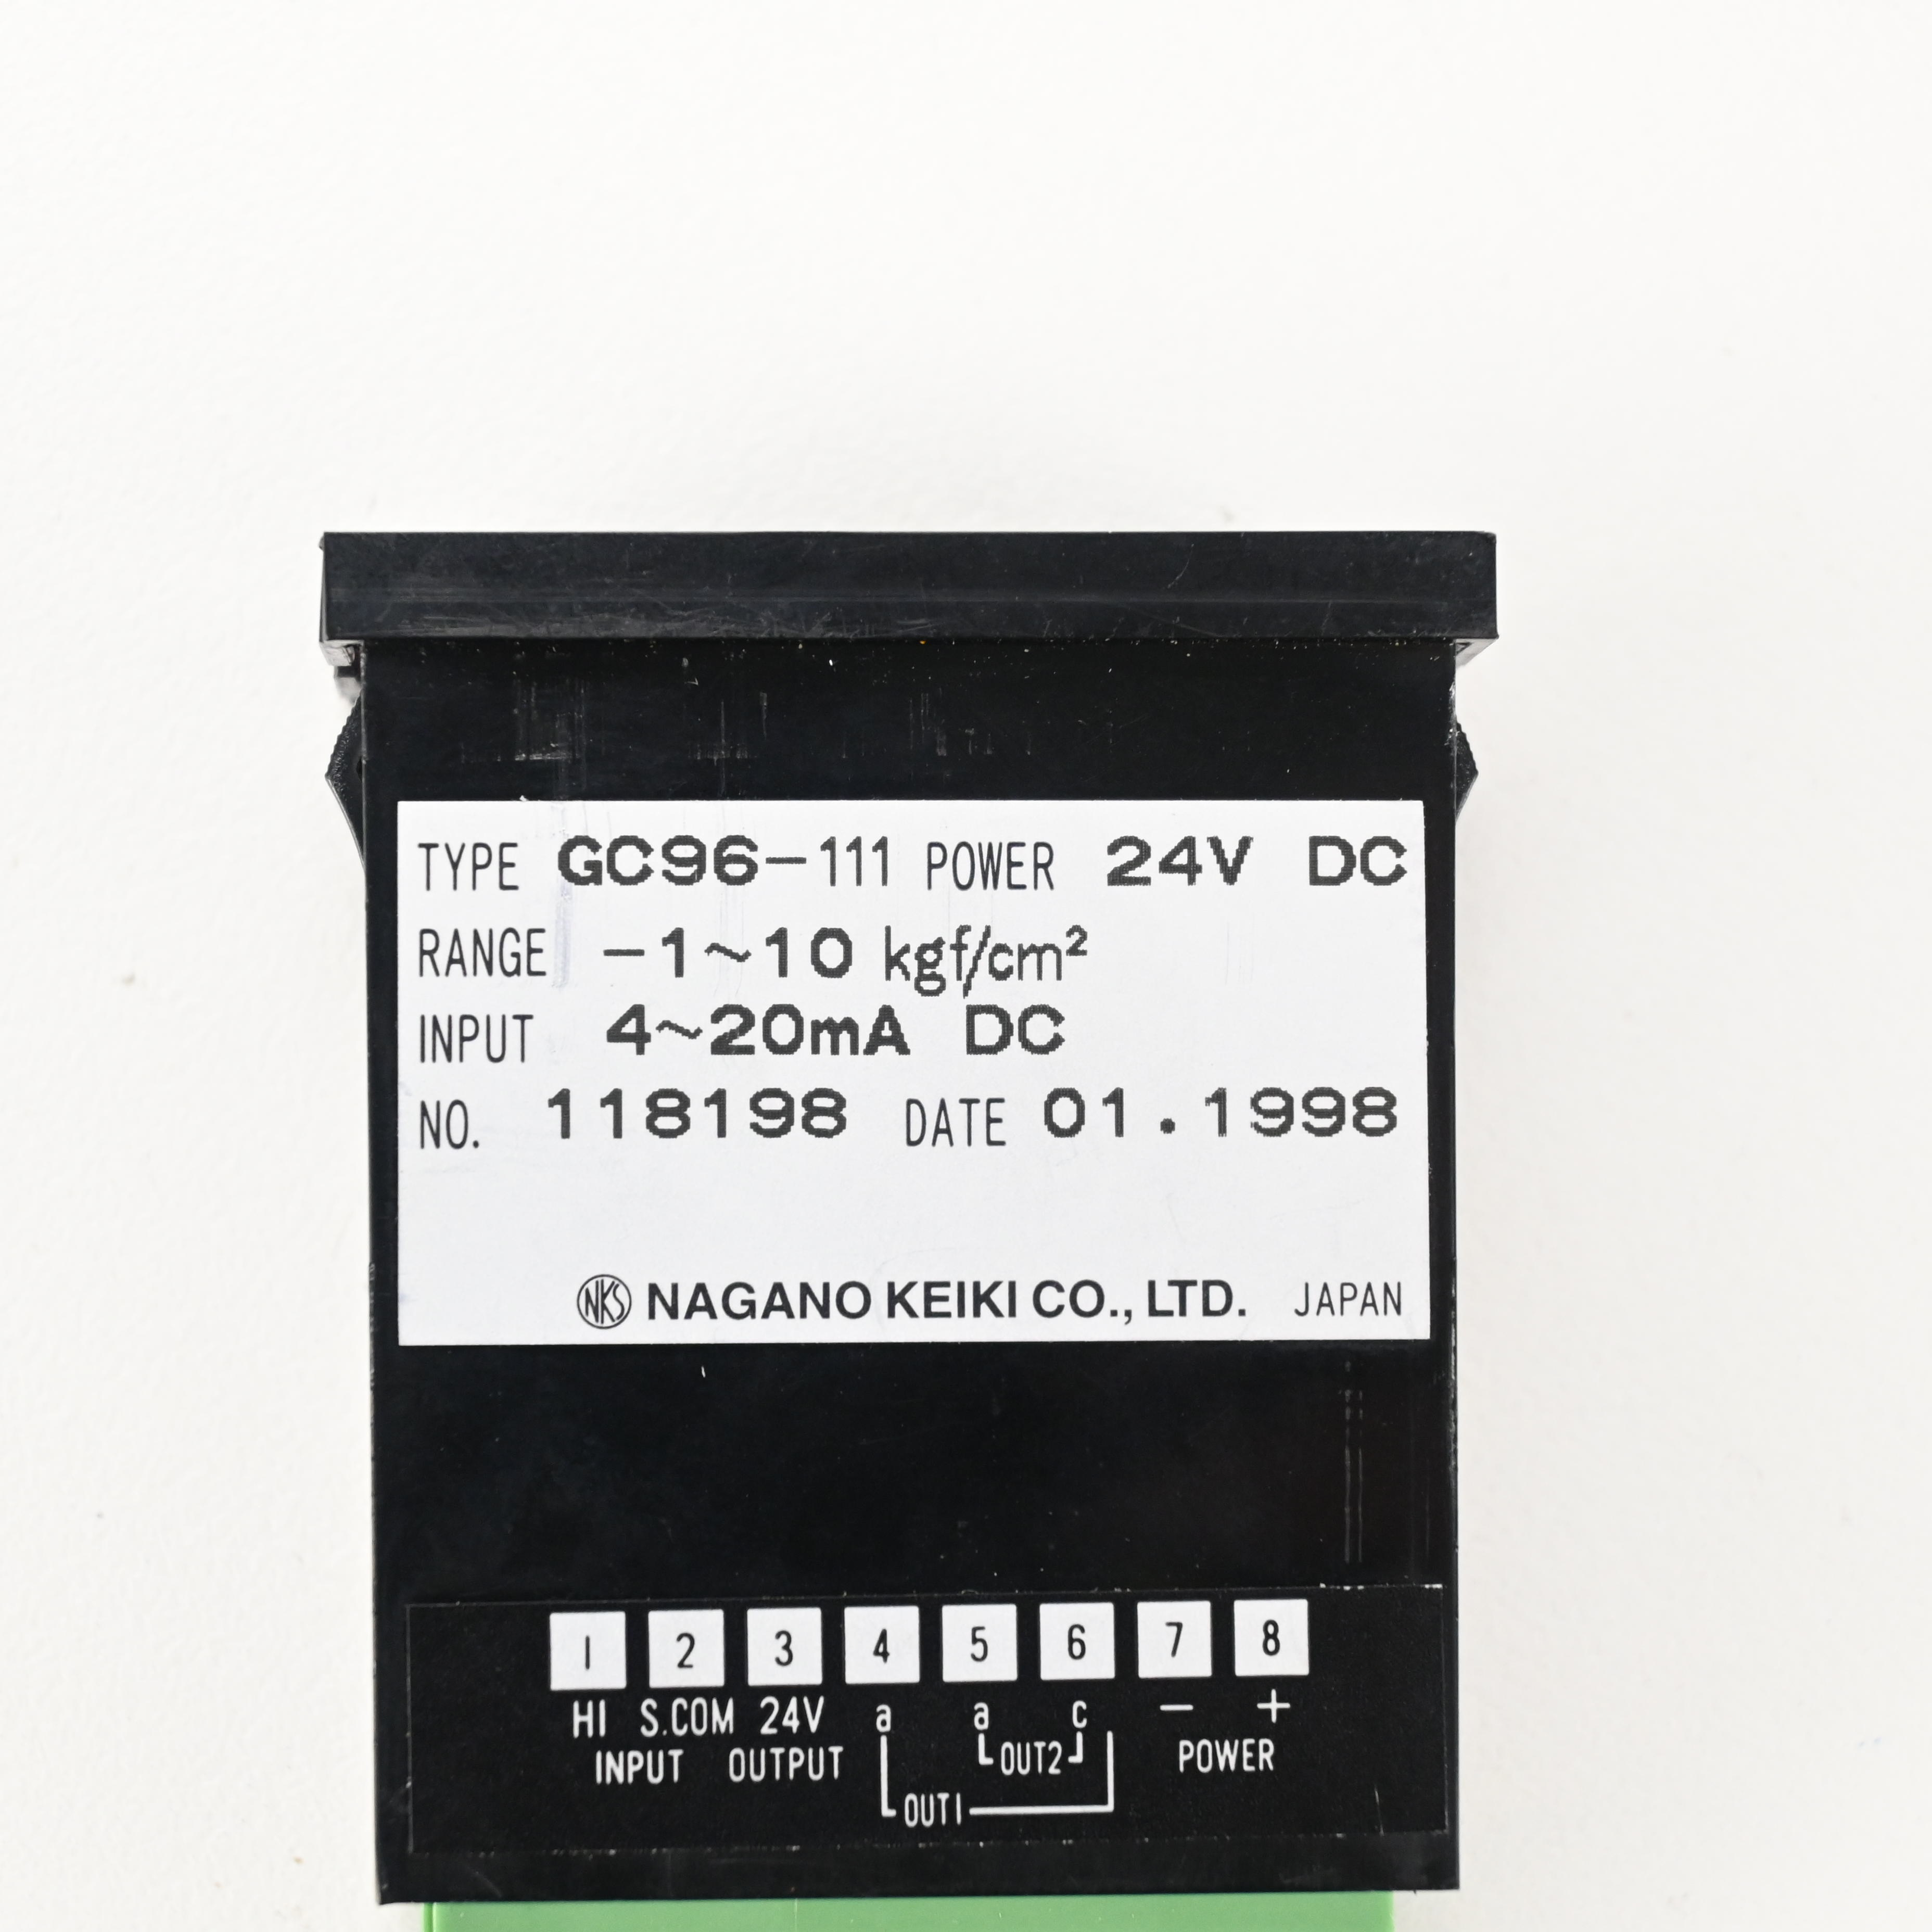 TYPE GC96-111 POWER 24V DC
RANGE -1~10 kgf/cm²
INPUT 4~20mA DC
NO. 118198 DATE 01.1998
NKS NAGANO KEIKI CO., LTD. JAPAN
1 2 3 4 5 6 7 8
HI S.COM 24V a a c - +
INPUT OUTPUT OUT2 POWER
OUT1